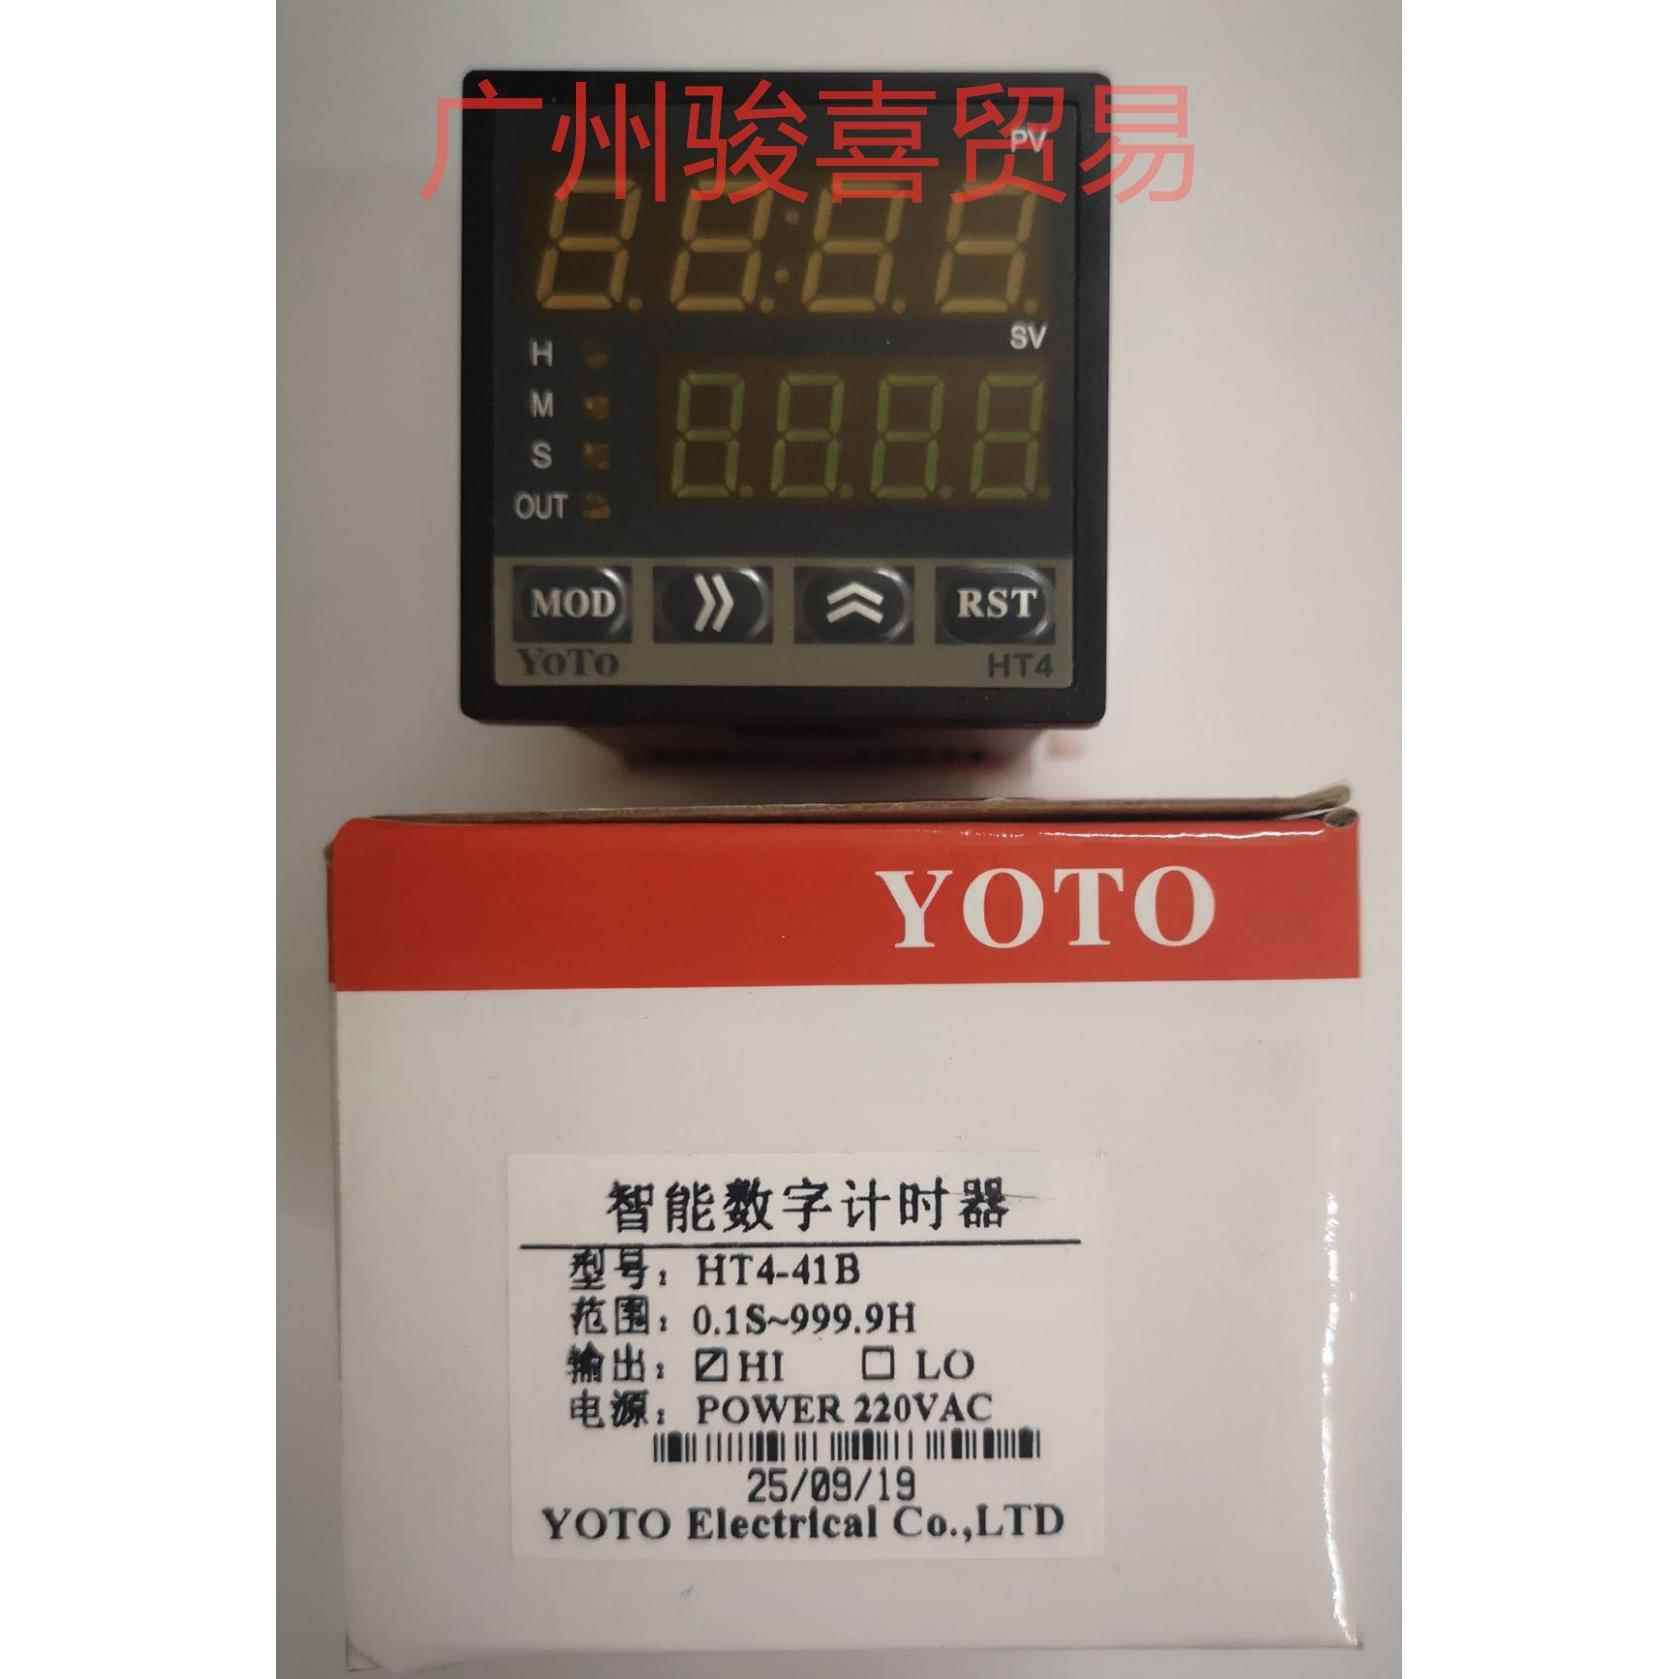 广州骏喜贸易
PV
SV
H
M
S
OUT
MOD
RST
YoTo
HT4
YOTO
智能数字计时器
型号: HT4-41B
范围: 0.1S~999.9H
输出: ☑HI ☐ LO
电源: POWER 220VAC
25/09/19
YOTO Electrical Co.,LTD